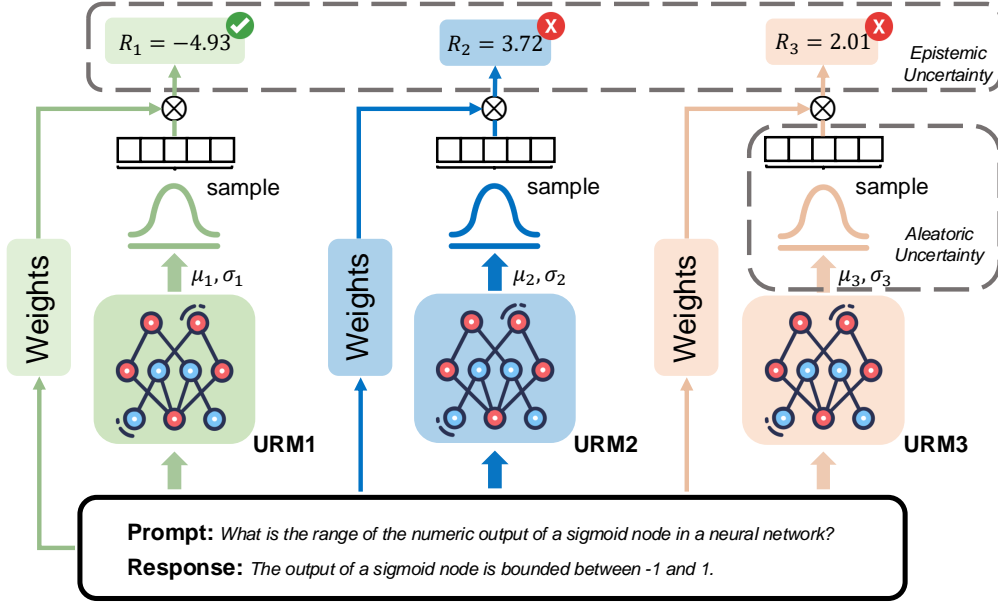 R₁ = −4.93
R₂ = 3.72
R₃ = 2.01
Epistemic
Uncertainty
sample
sample
sample
Aleatoric
Uncertainty
Weights
Weights
Weights
μ₁, σ₁
μ₂, σ₂
μ₃, σ₃
URM1
URM2
URM3
Prompt: What is the range of the numeric output of a sigmoid node in a neural network?
Response: The output of a sigmoid node is bounded between -1 and 1.